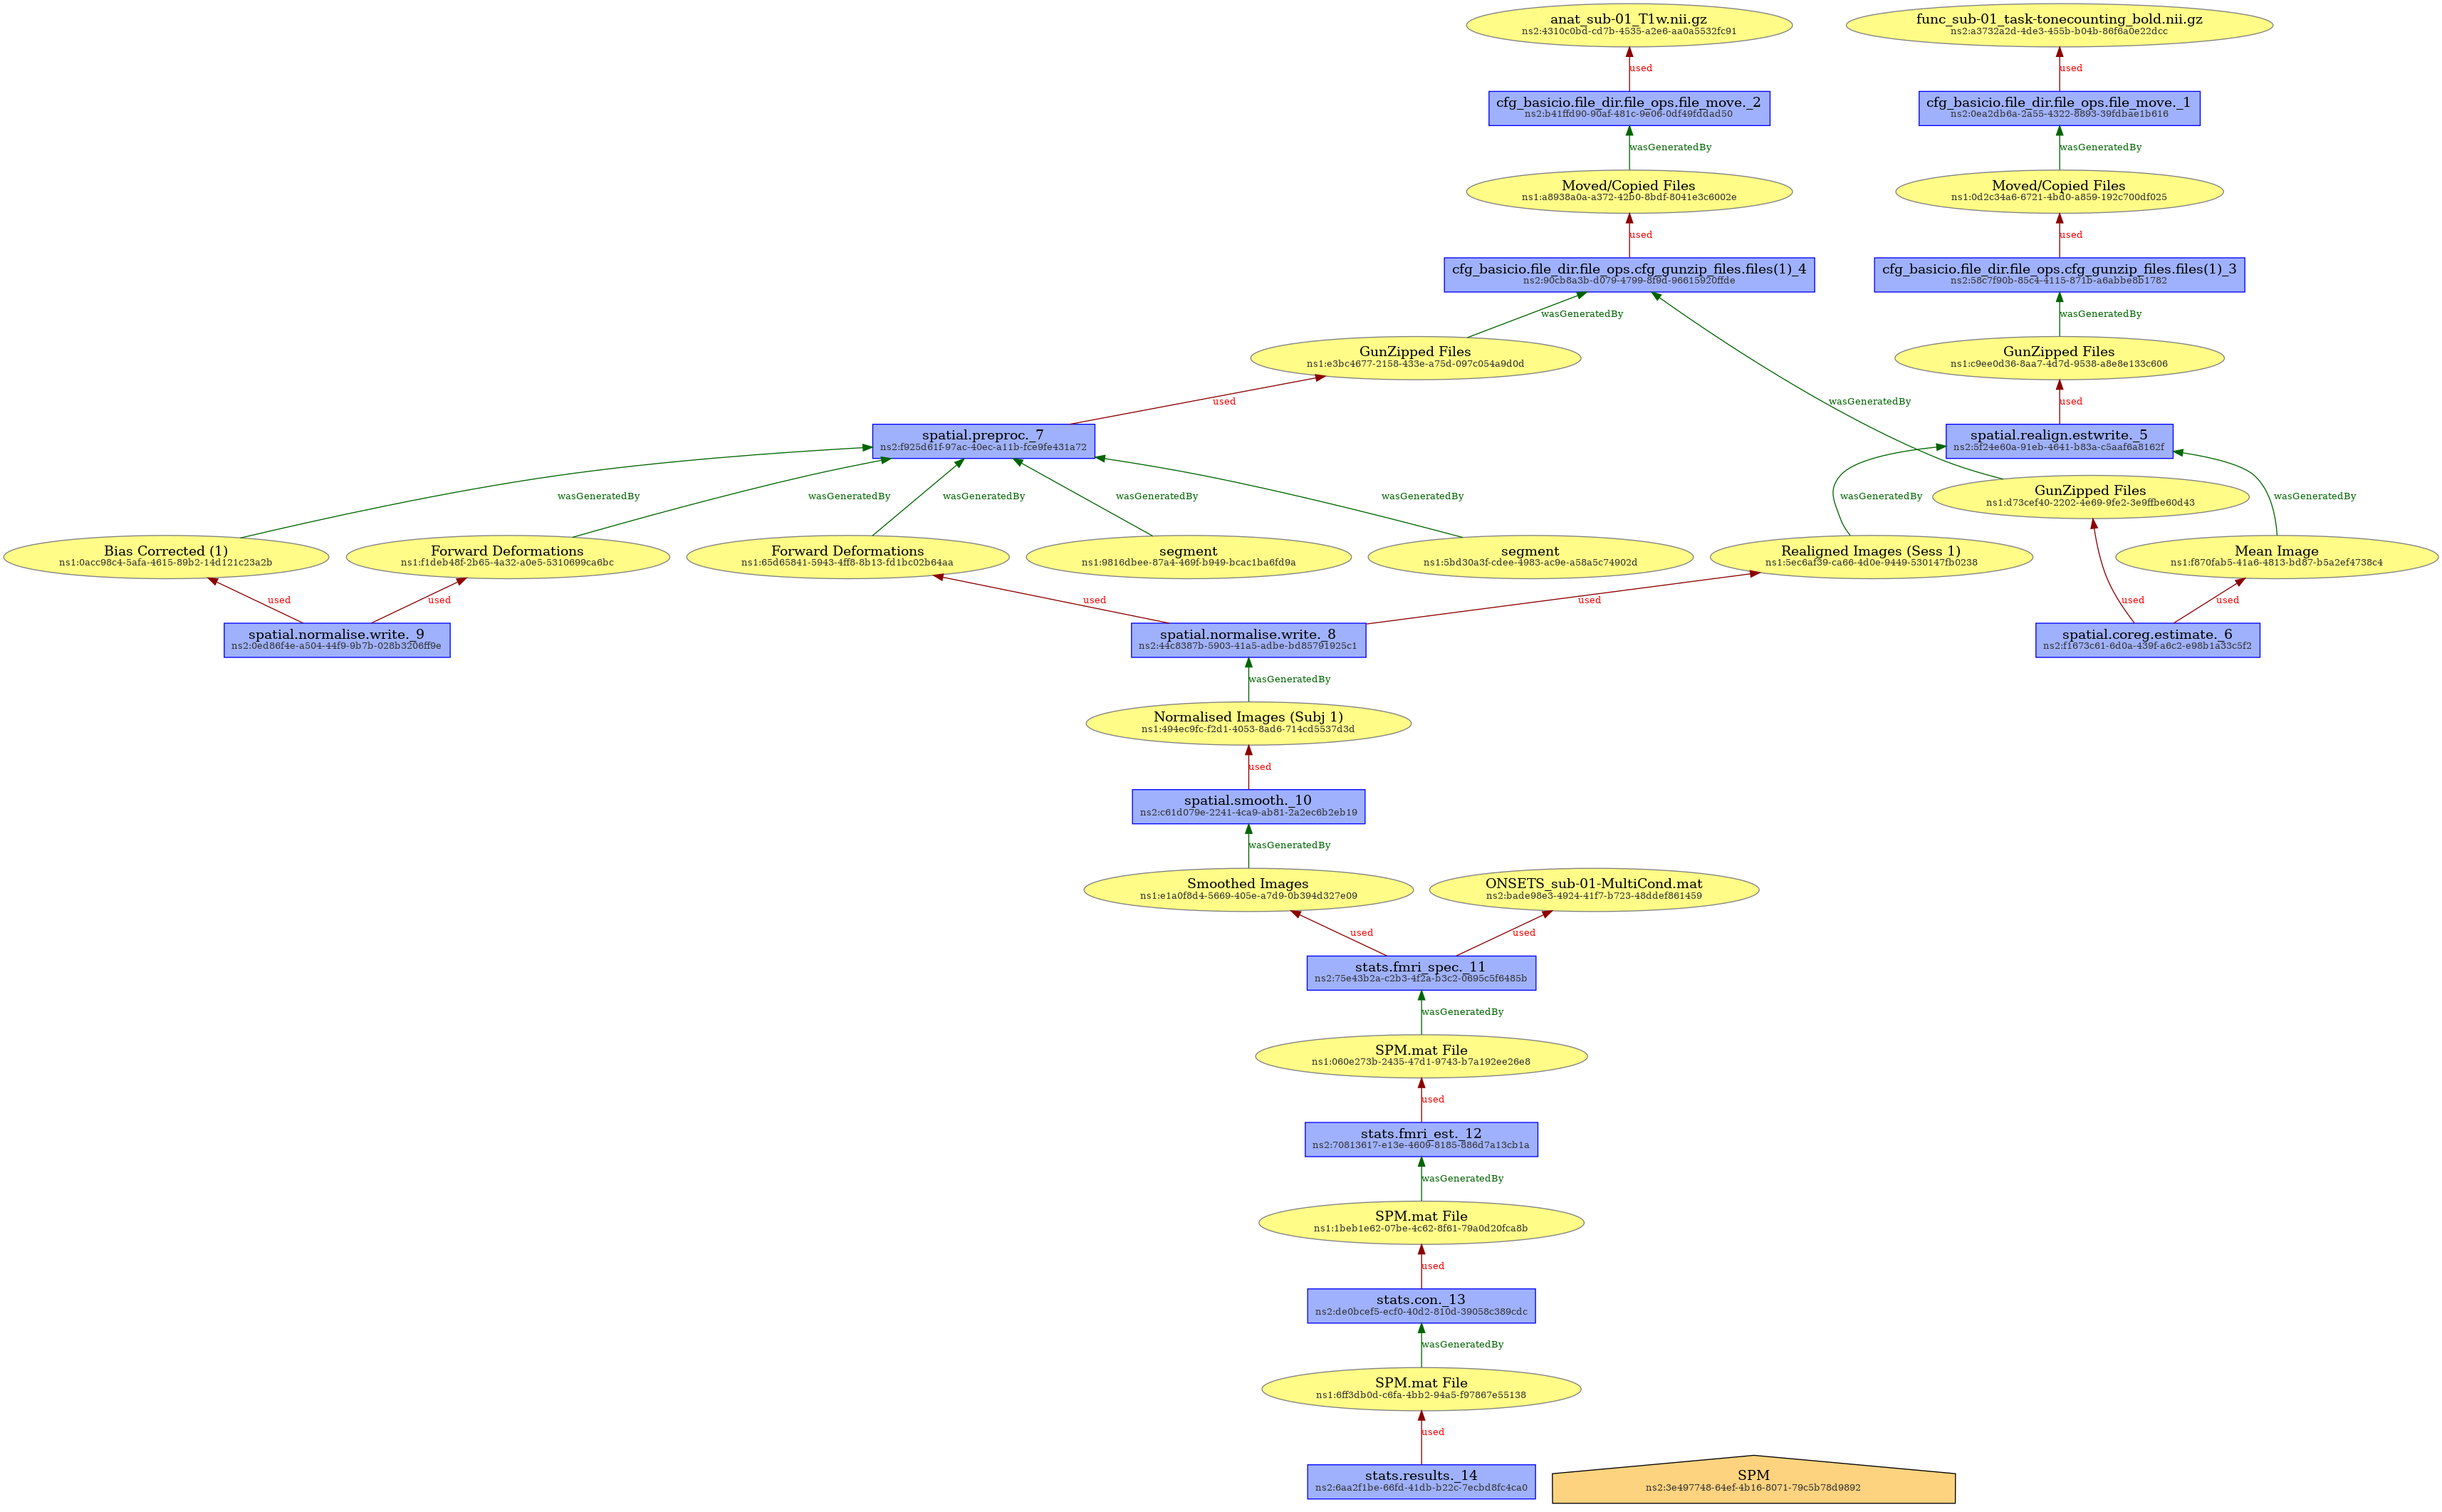 anat_sub-01_T1w.nii.gz
ns2:4310c0bd-cd7b-4535-a2e6-aa0a5532fc91
func_sub-01_task-tonecounting_bold.nii.gz
ns2:a3732a2d-4de3-455b-b04b-86f6a0e22dcc
used
used
cfg_basicio.file_dir.file_ops.file_move._2
ns2:b41ffd90-90af-481c-9e06-0df49fddad50
cfg_basicio.file_dir.file_ops.file_move._1
ns2:0ea2db6a-2a55-4322-8893-39fdbae1b616
wasGeneratedBy
wasGeneratedBy
Moved/Copied Files
ns1:a8938a0a-a372-42b0-8bdf-8041e3c6002e
Moved/Copied Files
ns1:0d2c34a6-6721-4bd0-a859-192c700df025
used
used
cfg_basicio.file_dir.file_ops.cfg_gunzip_files.files(1)_4
ns2:90cb8a3b-d079-4799-8f9d-96615920ffde
cfg_basicio.file_dir.file_ops.cfg_gunzip_files.files(1)_3
ns2:58c7f90b-85c4-4115-871b-a6abbe8b1782
wasGeneratedBy
wasGeneratedBy
GunZipped Files
ns1:e3bc4677-2158-433e-a75d-097c054a9d0d
GunZipped Files
ns1:c9ee0d36-8aa7-4d7d-9538-a8e8e133c606
used
wasGeneratedBy
used
spatial.preproc._7
ns2:f925d61f-97ac-40ec-a11b-fce9fe431a72
spatial.realign.estwrite._5
ns2:5f24e60a-91eb-4641-b83a-c5aaf6a8162f
wasGeneratedBy
wasGeneratedBy
wasGeneratedBy
wasGeneratedBy
wasGeneratedBy
wasGeneratedBy
GunZipped Files
ns1:d73cef40-2202-4e69-9fe2-3e9ffbe60d43
wasGeneratedBy
Bias Corrected (1)
ns1:0acc98c4-5afa-4615-89b2-14d121c23a2b
Forward Deformations
ns1:f1deb48f-2b65-4a32-a0e5-5310699ca6bc
Forward Deformations
ns1:65d65841-5943-4ff8-8b13-fd1bc02b64aa
segment
ns1:9816dbee-87a4-469f-b949-bcac1ba6fd9a
segment
ns1:5bd30a3f-cdee-4983-ac9e-a58a5c74902d
Realigned Images (Sess 1)
ns1:5ec6af39-ca66-4d0e-9449-530147fb0238
Mean Image
ns1:f870fab5-41a6-4813-bd87-b5a2ef4738c4
used
used
used
used
used
used
spatial.normalise.write._9
ns2:0ed86f4e-a504-44f9-9b7b-028b3206ff9e
spatial.normalise.write._8
ns2:44c8387b-5903-41a5-adbe-bd85791925c1
spatial.coreg.estimate._6
ns2:f1673c61-6d0a-439f-a6c2-e98b1a33c5f2
wasGeneratedBy
Normalised Images (Subj 1)
ns1:494ec9fc-f2d1-4053-8ad6-714cd5537d3d
used
spatial.smooth._10
ns2:c61d079e-2241-4ca9-ab81-2a2ec6b2eb19
wasGeneratedBy
Smoothed Images
ns1:e1a0f8d4-5669-405e-a7d9-0b394d327e09
ONSETS_sub-01-MultiCond.mat
ns2:bade98e3-4924-41f7-b723-48ddef861459
used
used
stats.fmri_spec._11
ns2:75e43b2a-c2b3-4f2a-b3c2-0695c5f6485b
wasGeneratedBy
SPM.mat File
ns1:060e273b-2435-47d1-9743-b7a192ee26e8
used
stats.fmri_est._12
ns2:70813617-e13e-4609-8185-886d7a13cb1a
wasGeneratedBy
SPM.mat File
ns1:1beb1e62-07be-4c62-8f61-79a0d20fca8b
used
stats.con._13
ns2:de0bcef5-ecf0-40d2-810d-39058c389cdc
wasGeneratedBy
SPM.mat File
ns1:6ff3db0d-c6fa-4bb2-94a5-f97867e55138
used
stats.results._14
ns2:6aa2f1be-66fd-41db-b22c-7ecbd8fc4ca0
SPM
ns2:3e497748-64ef-4b16-8071-79c5b78d9892